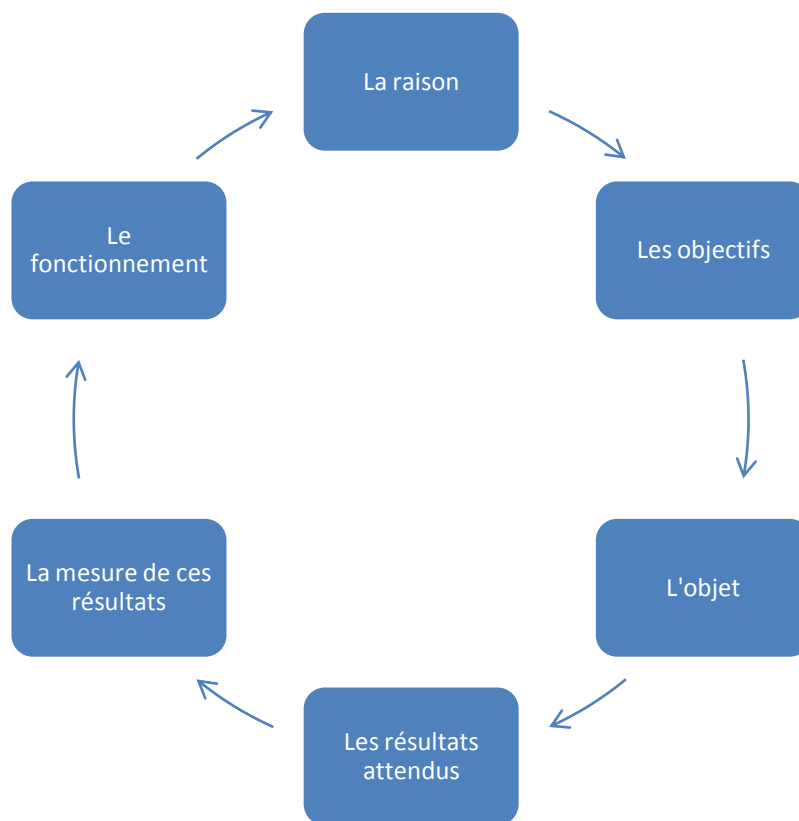 La raison
Les objectifs
L'objet
Les résultats
attendus
La mesure de ces
résultats
Le
fonctionnement